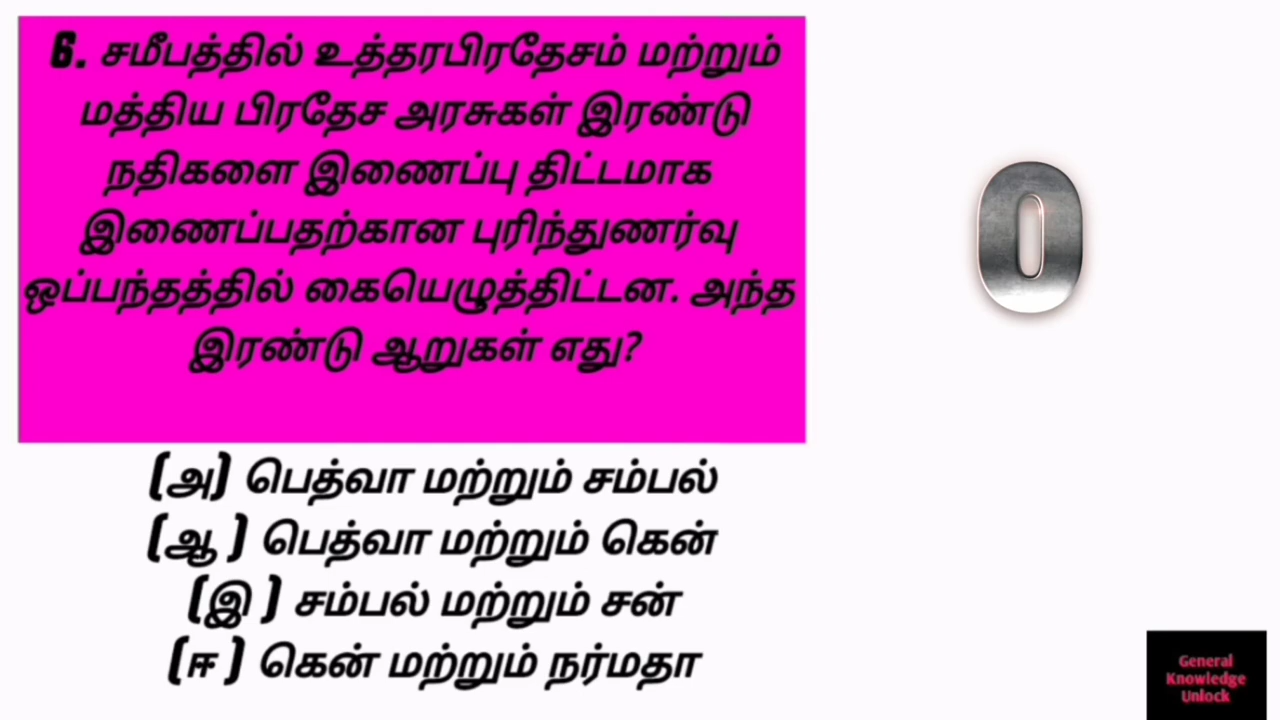 6. சமீபத்தில் உத்தரபிரதேசம் மற்றும்
மத்திய பிரதேச அரசுகள் இரண்டு
நதிகளை இணைப்பு திட்டமாக
இணைப்பதற்கான புரிந்துணர்வு
ஒப்பந்தத்தில் கையெழுத்திட்டன. அந்த
இரண்டு ஆறுகள் எது?
0
(அ) பெத்வா மற்றும் சம்பல்
(ஆ ) பெத்வா மற்றும் கென்
(இ ) சம்பல் மற்றும் சன்
(ஈ ) கென் மற்றும் நர்மதா
General
Knowledge
Unlock